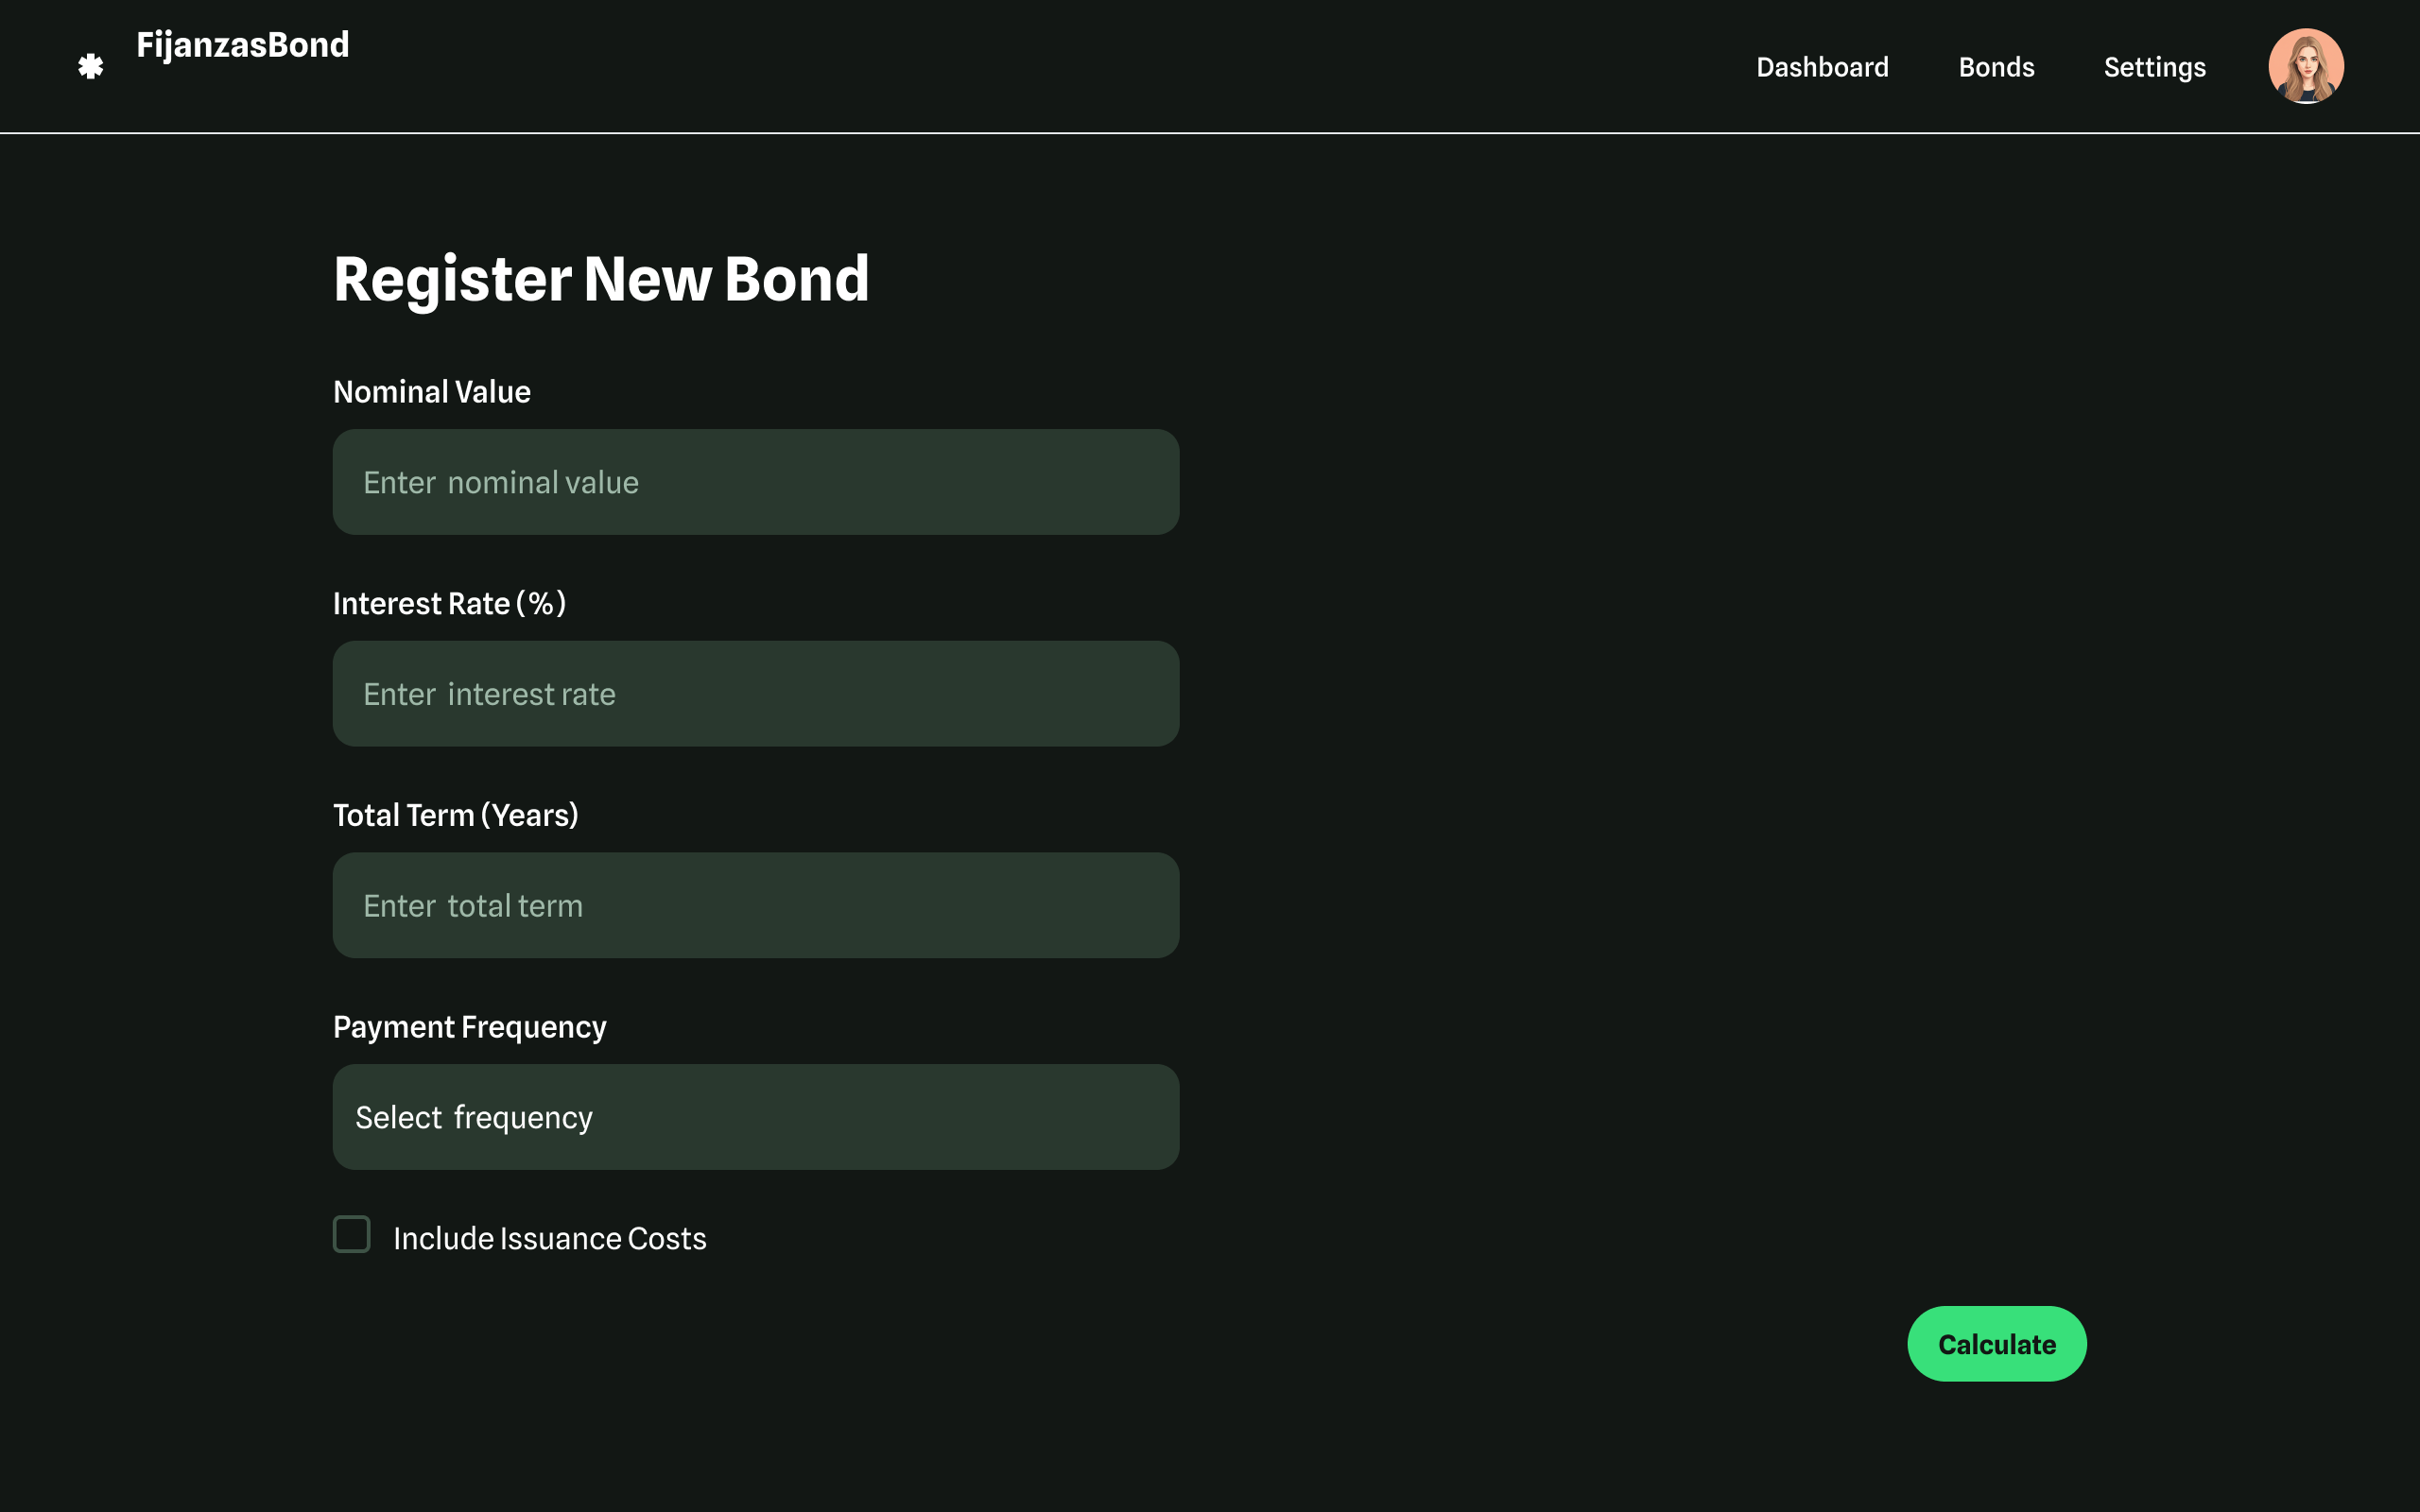 FijanzasBond
Dashboard
Bonds
Settings
Register New Bond
Nominal Value
Enter nominal value
Interest Rate (%)
Enter interest rate
Total Term (Years)
Enter total term
Payment Frequency
Select frequency
Include Issuance Costs
Calculate